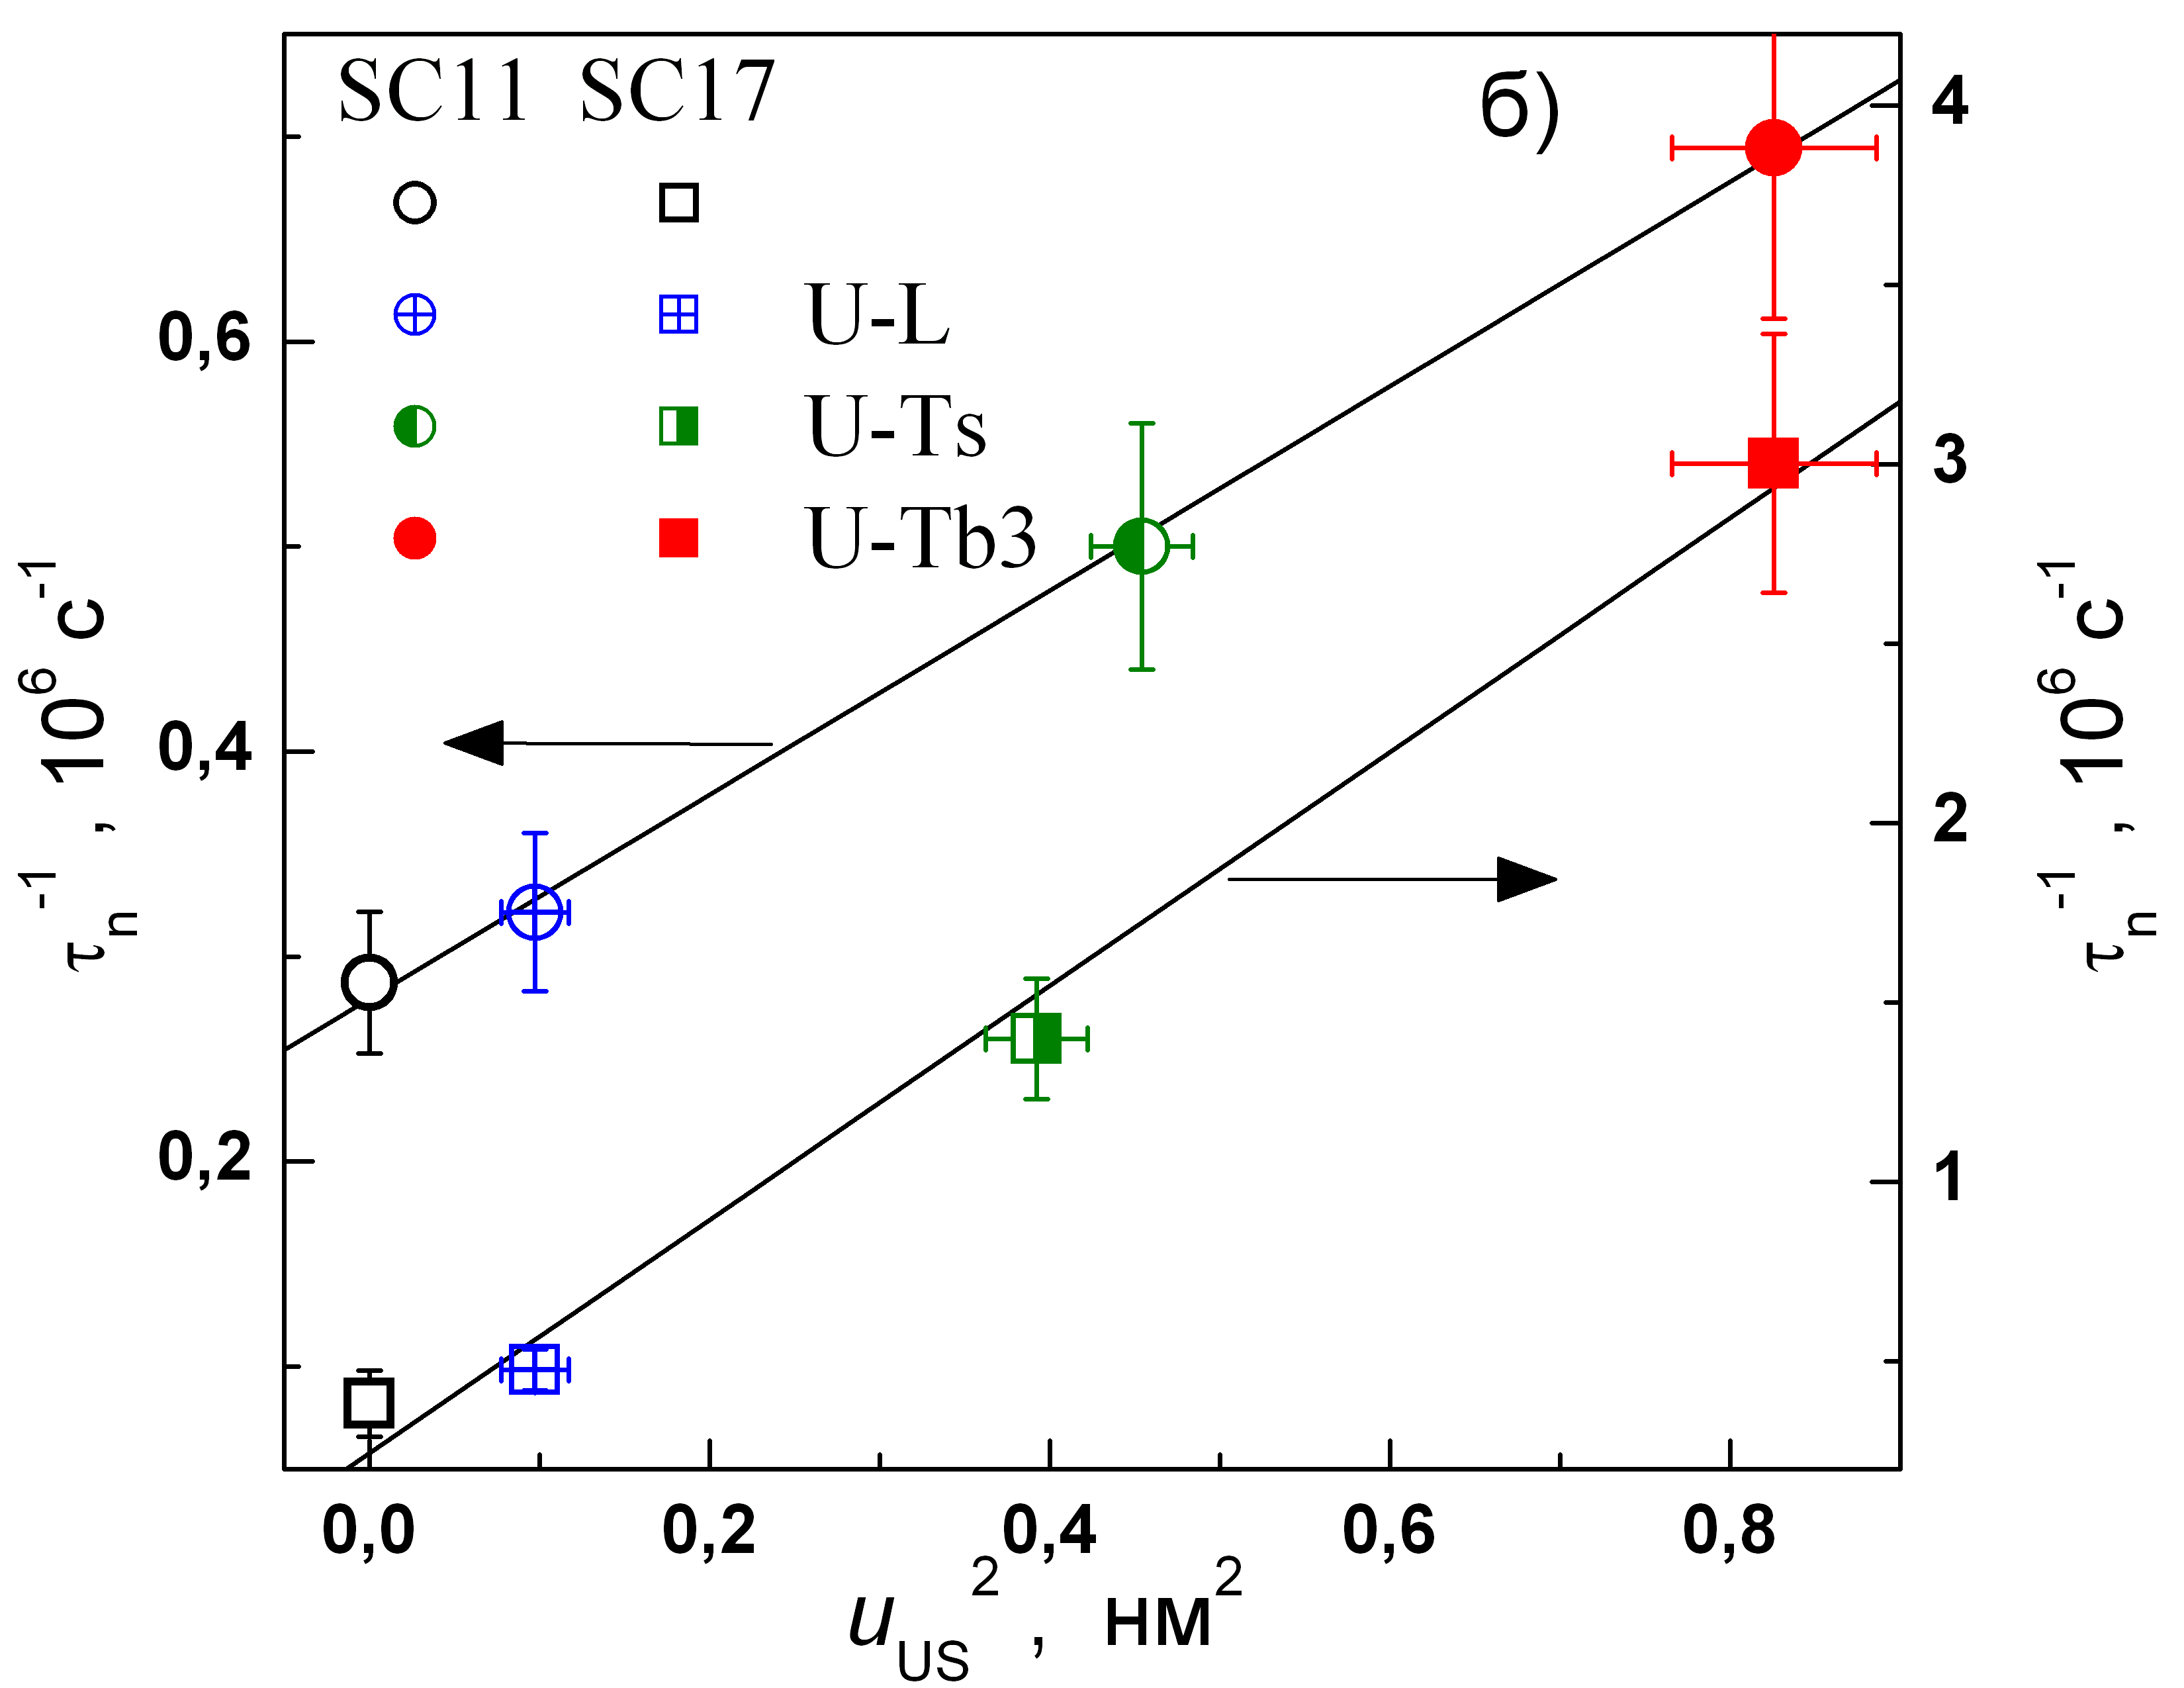 SC11 SC17
б)
U-L
U-Ts
U-Tb3
0,6
0,4
0,2
τn-1, 106 c-1
4
3
2
1
τn-1, 106 c-1
0,0 0,2 0,4 0,6 0,8
uUS2, нм2